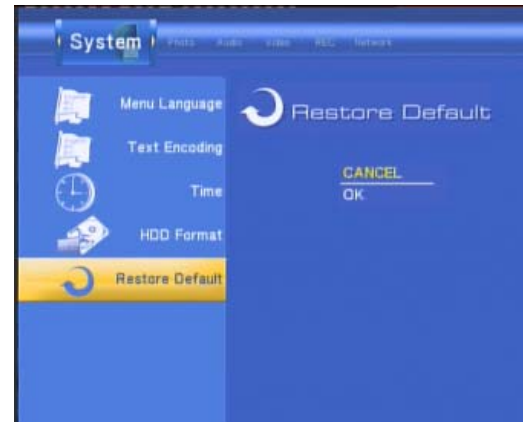 System Photo Audio Video REC Network
Menu Language
Text Encoding
Time
HDD Format
Restore Default
Restore Default
CANCEL
OK